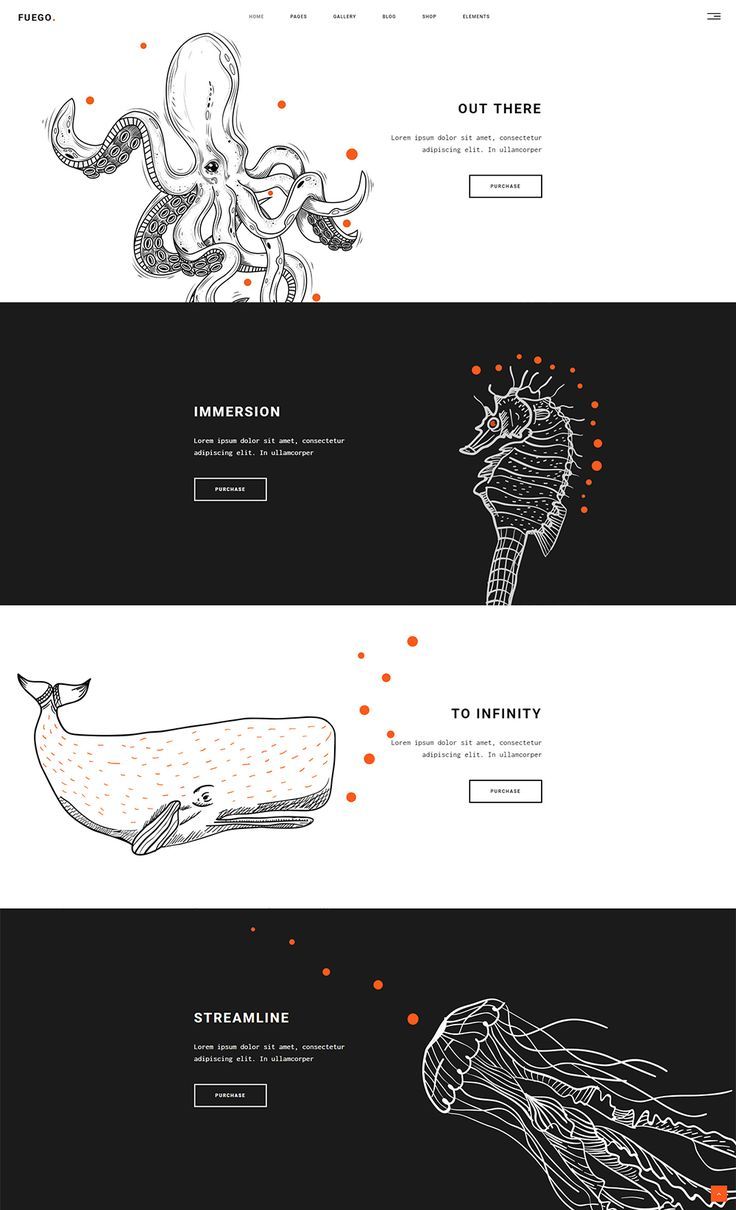 FUEGO.
HOME PAGES GALLERY BLOG SHOP ELEMENTS
OUT THERE
Lorem ipsum dolor sit amet, consectetur
adipiscing elit. In ullamcorper
PURCHASE
IMMERSION
Lorem ipsum dolor sit amet, consectetur
adipiscing elit. In ullamcorper
PURCHASE
TO INFINITY
Lorem ipsum dolor sit amet, consectetur
adipiscing elit. In ullamcorper
PURCHASE
STREAMLINE
Lorem ipsum dolor sit amet, consectetur
adipiscing elit. In ullamcorper
PURCHASE